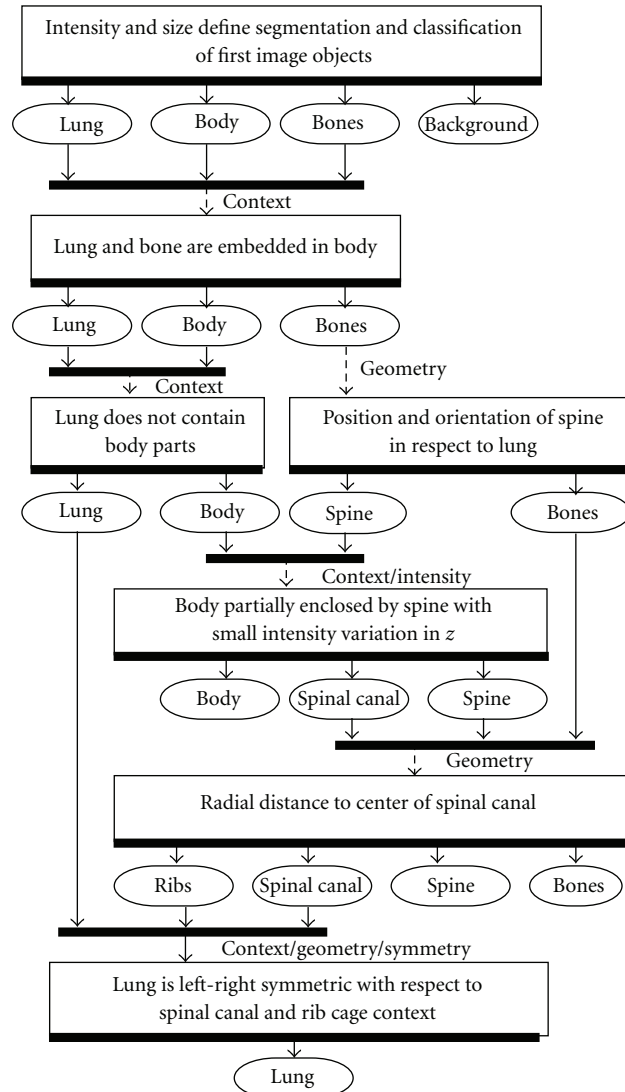 Intensity and size define segmentation and classification
of first image objects
Lung
Body
Bones
Background
Context
Lung and bone are embedded in body
Lung
Body
Bones
Geometry
Context
Lung does not contain
body parts
Position and orientation of spine
in respect to lung
Lung
Body
Spine
Bones
Context/intensity
Body partially enclosed by spine with
small intensity variation in z
Body
Spinal canal
Spine
Geometry
Radial distance to center of spinal canal
Ribs
Spinal canal
Spine
Bones
Context/geometry/symmetry
Lung is left-right symmetric with respect to
spinal canal and rib cage context
Lung